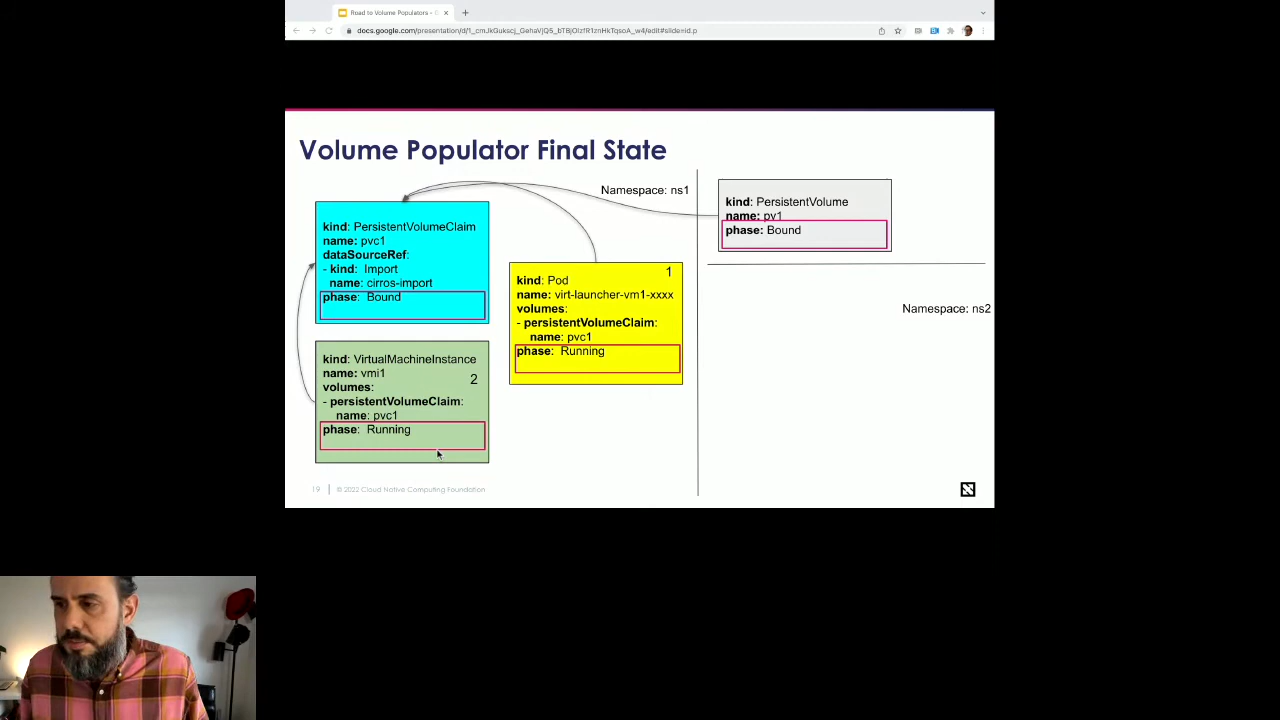 Road to Volume Populators - 
docs.google.com/presentation/d/1_cmJkGukscj_GehaVjQ5_bTBjOlzfR1znHkTqsoA_w4/edit#slide=id.p
Volume Populator Final State
Namespace: ns1
kind: PersistentVolume
name: pv1
phase: Bound
kind: PersistentVolumeClaim
name: pvc1
dataSourceRef:
- kind: Import
name: cirros-import
phase: Bound
1
kind: Pod
name: virt-launcher-vm1-xxxx
volumes:
- persistentVolumeClaim:
name: pvc1
phase: Running
Namespace: ns2
kind: VirtualMachineInstance
name: vmi1
2
volumes:
- persistentVolumeClaim:
name: pvc1
phase: Running
19
© 2022 Cloud Native Computing Foundation